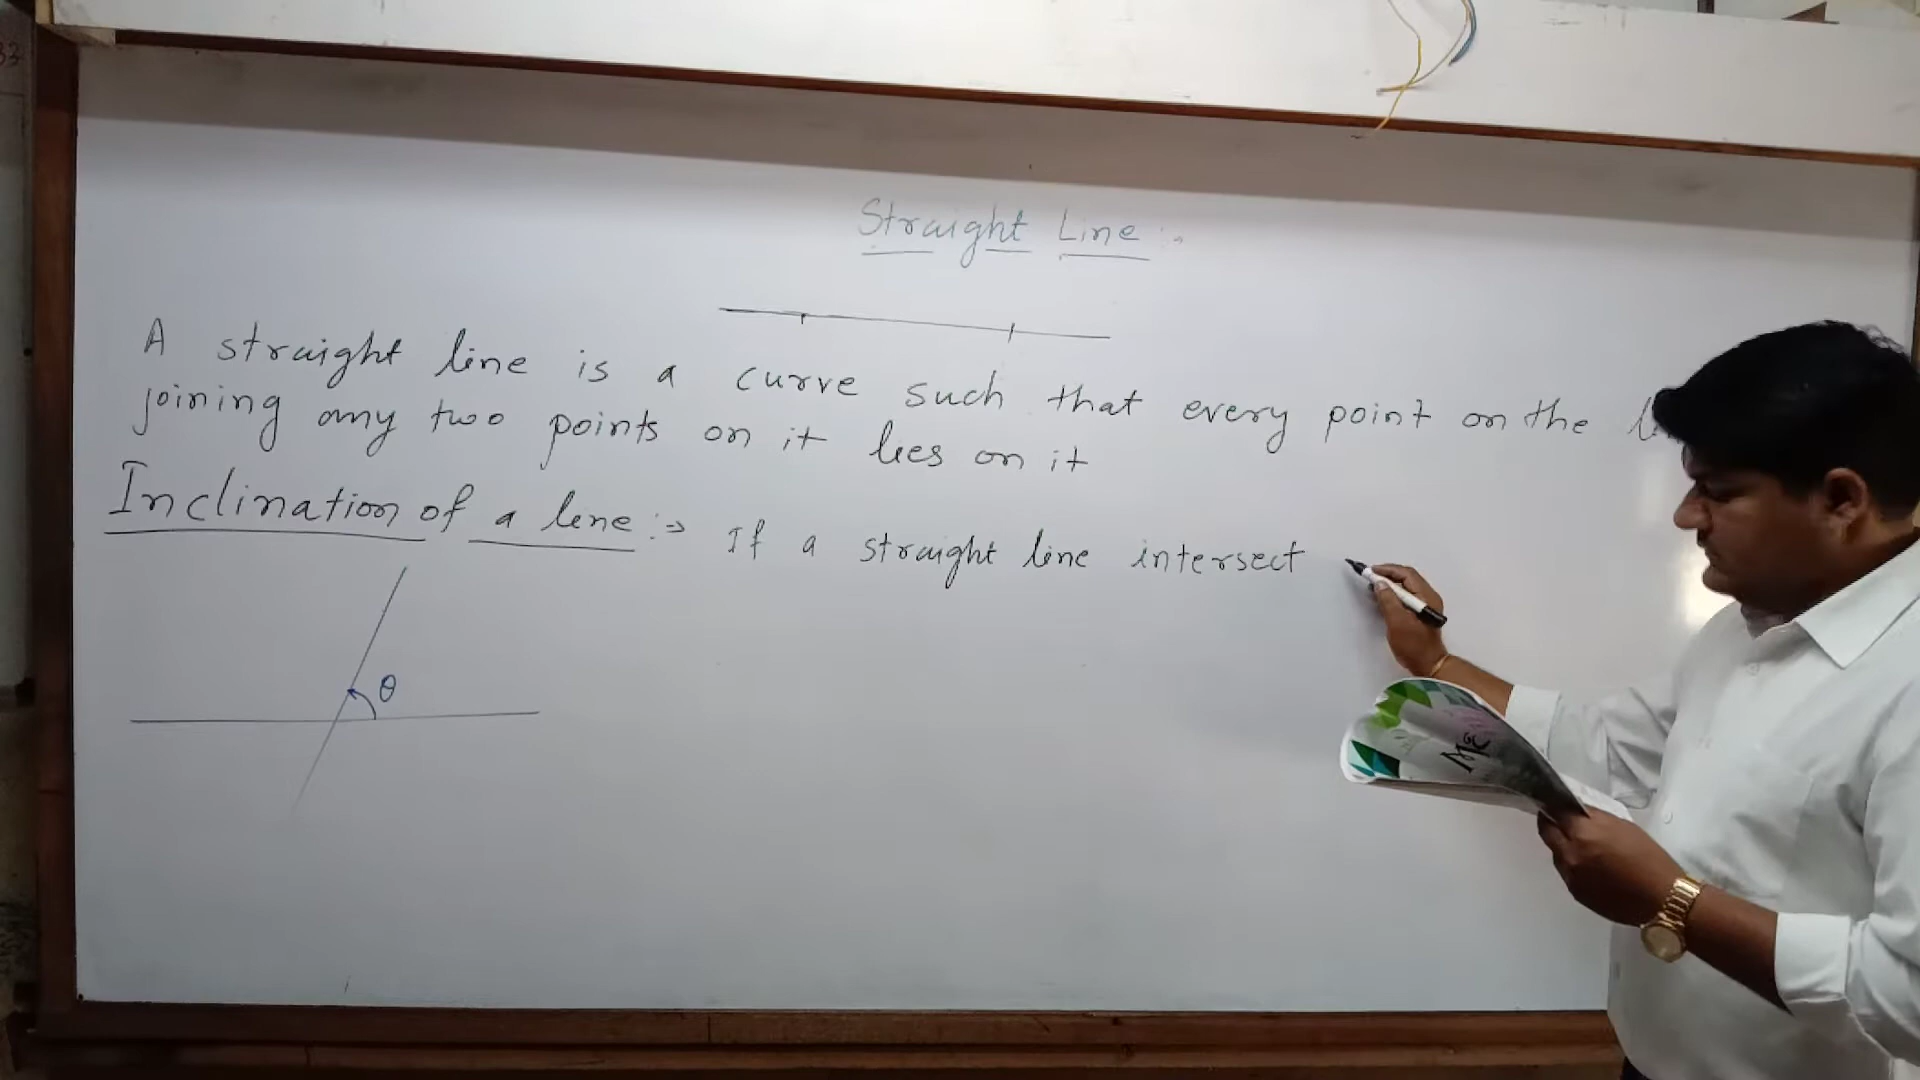 Straight Line :-
A straight line is a curve such that every point on the
joining any two points on it lies on it
Inclination of a line :→ If a straight line intersect
θ